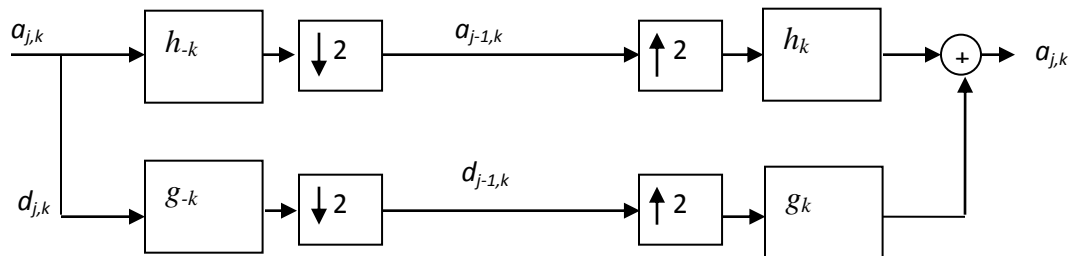 a_{j,k} h_{-k} ↓ 2 a_{j-1,k} ↑ 2 h_k + a_{j,k}
d_{j,k} g_{-k} ↓ 2 d_{j-1,k} ↑ 2 g_k